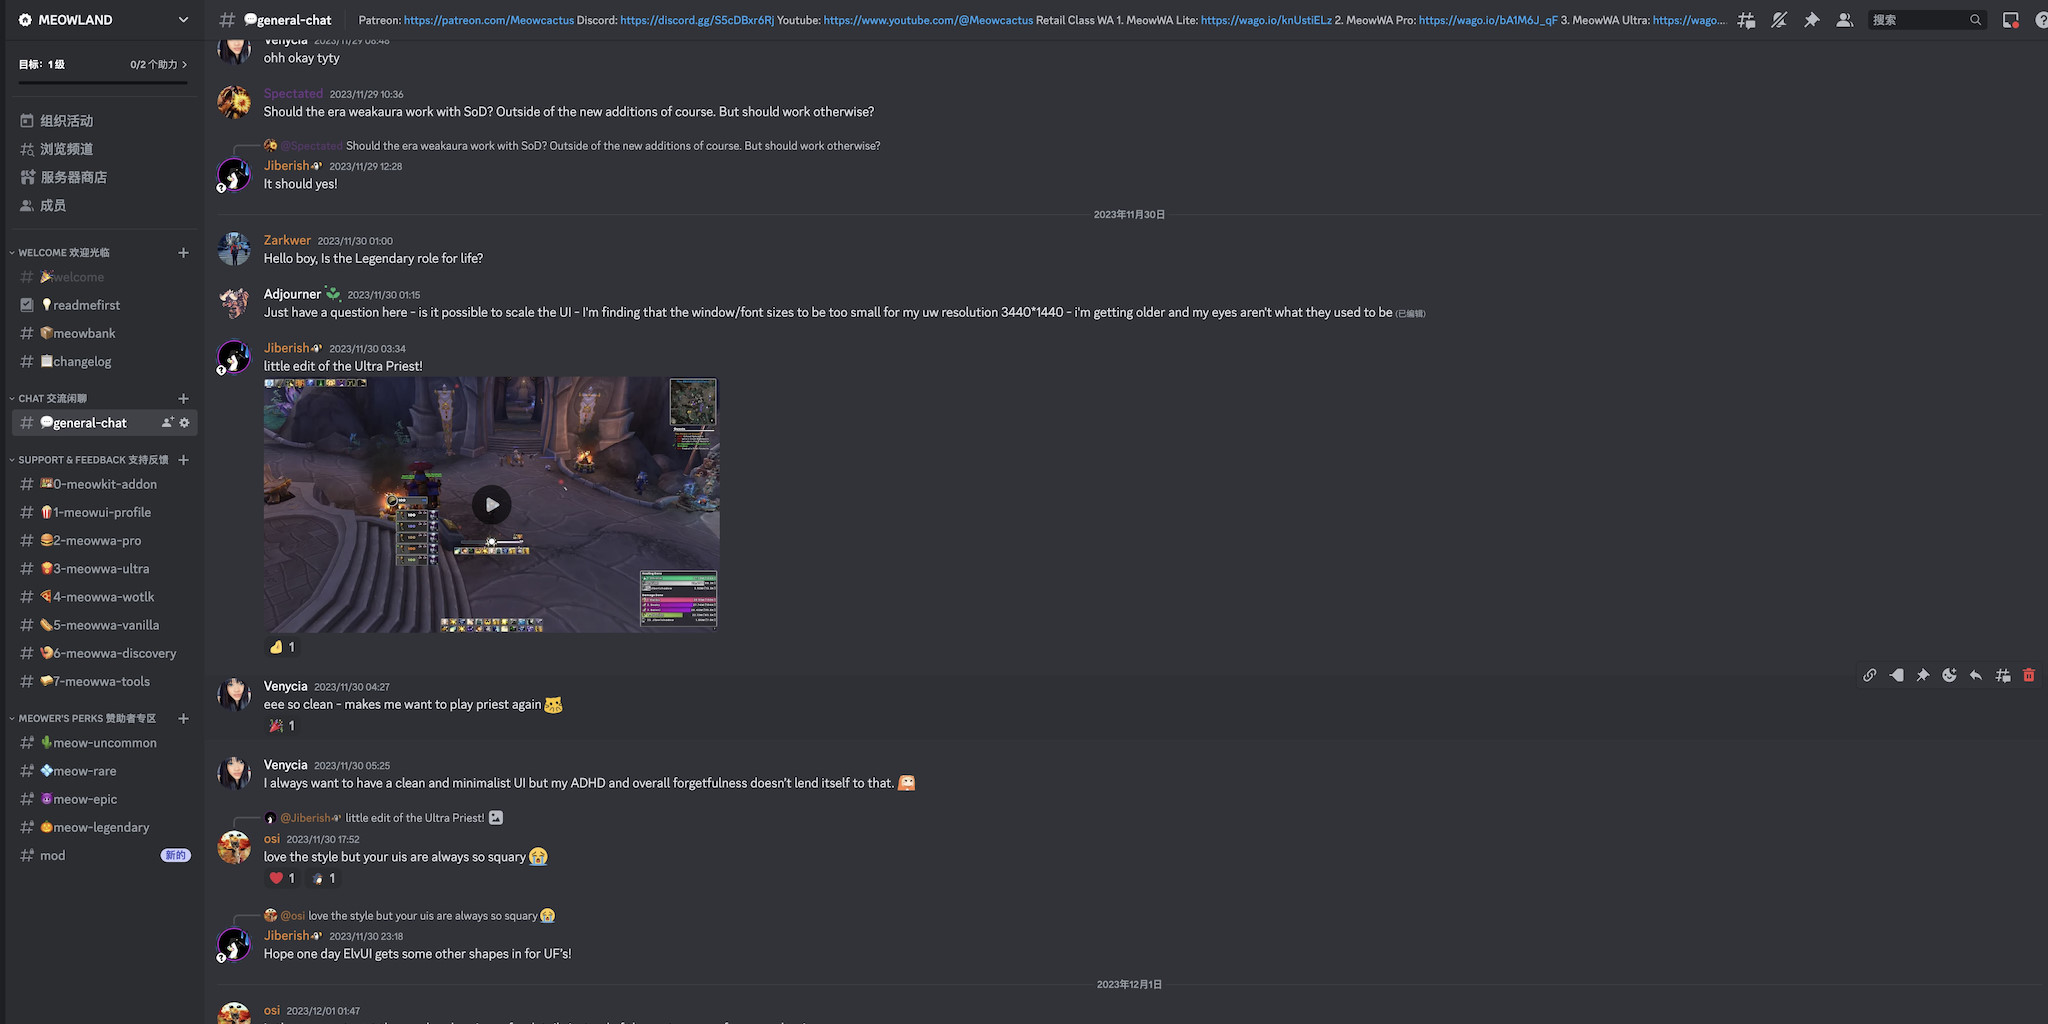 MEOWLAND
目标：1 级
0/2 个助力
组织活动
浏览频道
服务器商店
成员
WELCOME 欢迎光临
welcome
readmefirst
meowbank
changelog
CHAT 交流闲聊
general-chat
SUPPORT & FEEDBACK 支持反馈
0-meowkit-addon
1-meowui-profile
2-meowwa-pro
3-meowwa-ultra
4-meowwa-wotlk
5-meowwa-vanilla
6-meowwa-discovery
7-meowwa-tools
MEOWER'S PERKS 赞助者专区
meow-uncommon
meow-rare
meow-epic
meow-legendary
mod 新的
general-chat
Patreon: https://patreon.com/Meowcactus Discord: https://discord.gg/S5cDBxr6Rj Youtube: https://www.youtube.com/@Meowcactus Retail Class WA 1. MeowWA Lite: https://wago.io/knUstiELz 2. MeowWA Pro: https://wago.io/bA1M6J_qF 3. MeowWA Ultra: https://wago....
搜索
Venycia 2023/11/29 08:48
ohh okay tyty
Spectated 2023/11/29 10:36
Should the era weakaura work with SoD? Outside of the new additions of course. But should work otherwise?
@Spectated Should the era weakaura work with SoD? Outside of the new additions of course. But should work otherwise?
Jiberish 2023/11/29 12:28
It should yes!
2023年11月30日
Zarkwer 2023/11/30 01:00
Hello boy, Is the Legendary role for life?
Adjourner 2023/11/30 01:15
Just have a question here - is it possible to scale the UI - I'm finding that the window/font sizes to be too small for my uw resolution 3440*1440 - i'm getting older and my eyes aren't what they used to be (已编辑)
Jiberish 2023/11/30 03:34
little edit of the Ultra Priest!
1
Venycia 2023/11/30 04:27
eee so clean - makes me want to play priest again
1
Venycia 2023/11/30 05:25
I always want to have a clean and minimalist UI but my ADHD and overall forgetfulness doesn't lend itself to that.
@Jiberish little edit of the Ultra Priest!
osi 2023/11/30 17:52
love the style but your uis are always so squary
1 1
@osi love the style but your uis are always so squary
Jiberish 2023/11/30 23:18
Hope one day ElvUI gets some other shapes in for UF's!
2023年12月1日
osi 2023/12/01 01:47